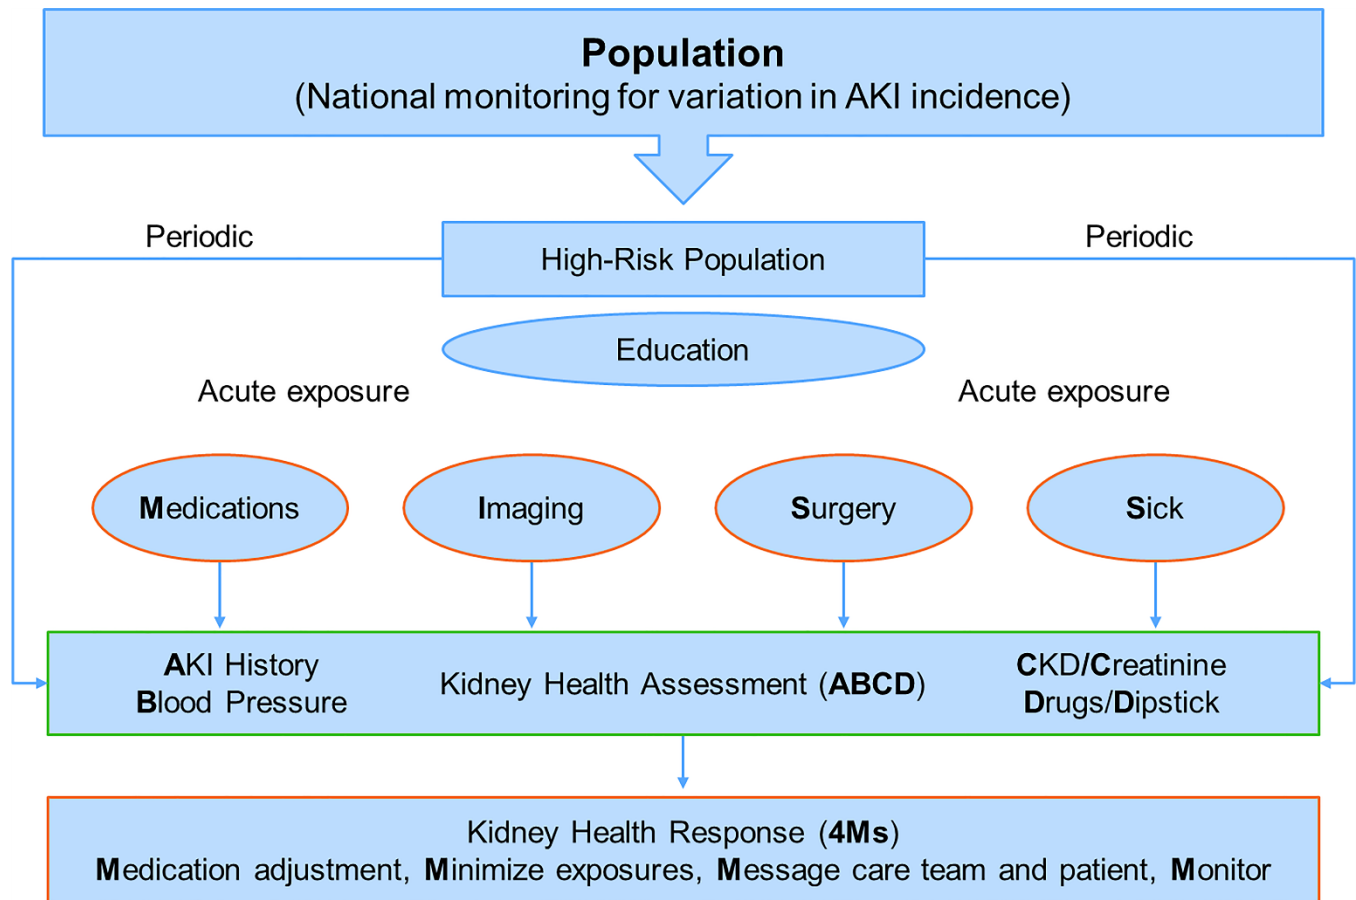 Population
(National monitoring for variation in AKI incidence)
Periodic
Periodic
High-Risk Population
Education
Acute exposure
Acute exposure
Medications
Imaging
Surgery
Sick
AKI History
Blood Pressure
Kidney Health Assessment (ABCD)
CKD/Creatinine
Drugs/Dipstick
Kidney Health Response (4Ms)
Medication adjustment, Minimize exposures, Message care team and patient, Monitor